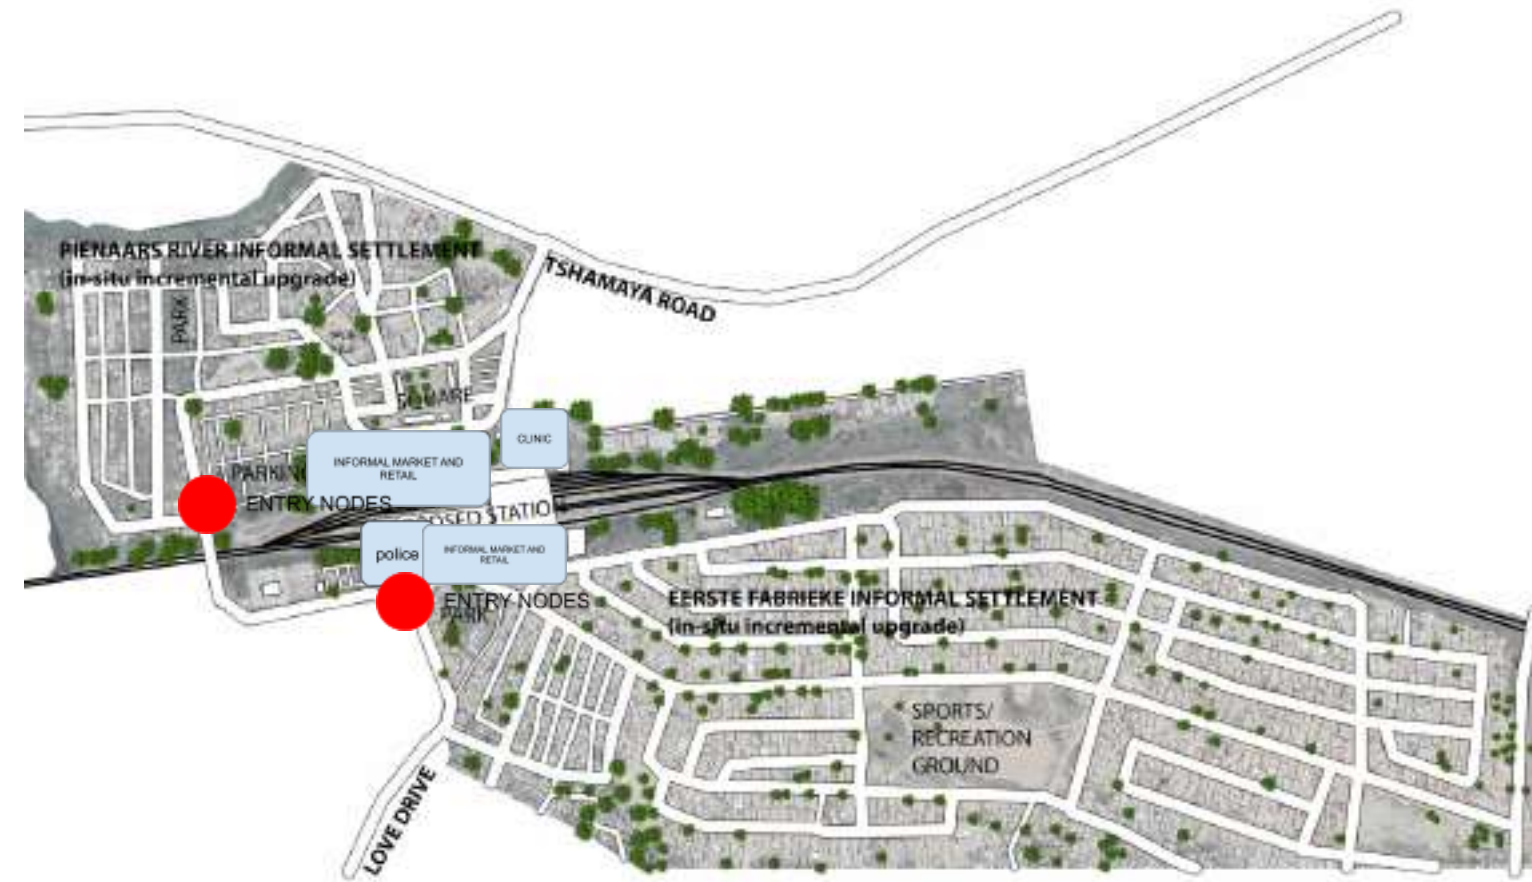 PIENAARS RIVER INFORMAL SETTLEMENT
(in-situ incremental upgrade)
TSHAMAYA ROAD
PARK
SQUARE
CLINIC
INFORMAL MARKET AND
RETAIL
PARKING
ENTRY NODES
STATION
police
INFORMAL MARKET AND
RETAIL
ENTRY NODES
PARK
EERSTE FABRIEKE INFORMAL SETTLEMENT
(in-situ incremental upgrade)
SPORTS/
RECREATION
GROUND
LOVE DRIVE